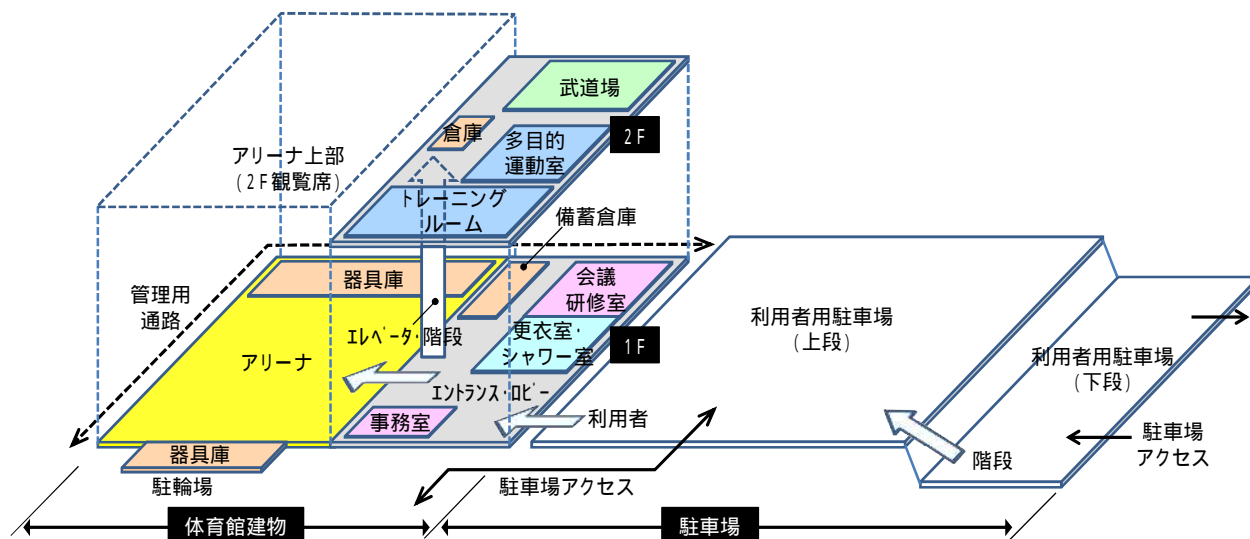 武道場
倉庫
多目的
運動室
2F
アリーナ上部
(2F観覧席)
トレーニング
ルーム
備蓄倉庫
器具庫
会議
研修室
管理用
通路
エレベータ・階段
更衣室・
シャワー室
1F
利用者用駐車場
(上段)
利用者用駐車場
(下段)
アリーナ
エントランス・ロビー
事務室
利用者
器具庫
駐輪場
駐車場アクセス
階段
駐車場
アクセス
体育館建物
駐車場